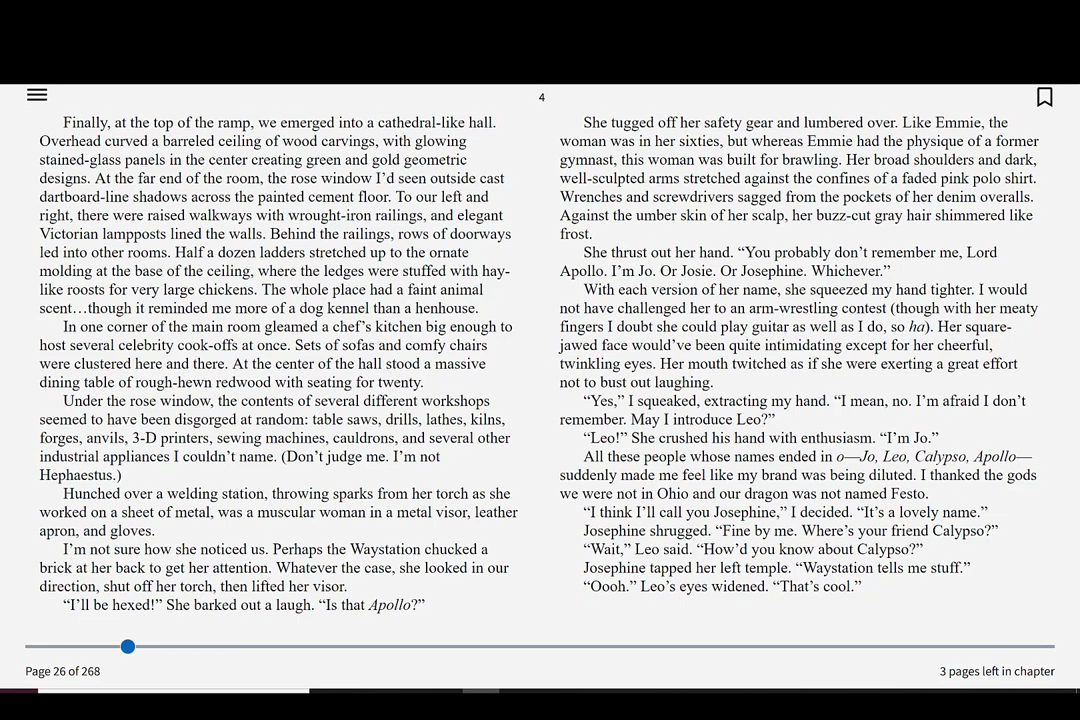 4
Finally, at the top of the ramp, we emerged into a cathedral-like hall.
Overhead curved a barreled ceiling of wood carvings, with glowing
stained-glass panels in the center creating green and gold geometric
designs. At the far end of the room, the rose window I’d seen outside cast
dartboard-line shadows across the painted cement floor. To our left and
right, there were raised walkways with wrought-iron railings, and elegant
Victorian lampposts lined the walls. Behind the railings, rows of doorways
led into other rooms. Half a dozen ladders stretched up to the ornate
molding at the base of the ceiling, where the ledges were stuffed with hay-
like roosts for very large chickens. The whole place had a faint animal
scent…though it reminded me more of a dog kennel than a henhouse.
In one corner of the main room gleamed a chef’s kitchen big enough to
host several celebrity cook-offs at once. Sets of sofas and comfy chairs
were clustered here and there. At the center of the hall stood a massive
dining table of rough-hewn redwood with seating for twenty.
Under the rose window, the contents of several different workshops
seemed to have been disgorged at random: table saws, drills, lathes, kilns,
forges, anvils, 3-D printers, sewing machines, cauldrons, and several other
industrial appliances I couldn’t name. (Don’t judge me. I’m not
Hephaestus.)
Hunched over a welding station, throwing sparks from her torch as she
worked on a sheet of metal, was a muscular woman in a metal visor, leather
apron, and gloves.
I’m not sure how she noticed us. Perhaps the Waystation chucked a
brick at her back to get her attention. Whatever the case, she looked in our
direction, shut off her torch, then lifted her visor.
“I’ll be hexed!” She barked out a laugh. “Is that Apollo?”
She tugged off her safety gear and lumbered over. Like Emmie, the
woman was in her sixties, but whereas Emmie had the physique of a former
gymnast, this woman was built for brawling. Her broad shoulders and dark,
well-sculpted arms stretched against the confines of a faded pink polo shirt.
Wrenches and screwdrivers sagged from the pockets of her denim overalls.
Against the umber skin of her scalp, her buzz-cut gray hair shimmered like
frost.
She thrust out her hand. “You probably don’t remember me, Lord
Apollo. I’m Jo. Or Josie. Or Josephine. Whichever.”
With each version of her name, she squeezed my hand tighter. I would
not have challenged her to an arm-wrestling contest (though with her meaty
fingers I doubt she could play guitar as well as I do, so ha). Her square-
jawed face would’ve been quite intimidating except for her cheerful,
twinkling eyes. Her mouth twitched as if she were exerting a great effort
not to bust out laughing.
“Yes,” I squeaked, extracting my hand. “I mean, no. I’m afraid I don’t
remember. May I introduce Leo?”
“Leo!” She crushed his hand with enthusiasm. “I’m Jo.”
All these people whose names ended in o—Jo, Leo, Calypso, Apollo—
suddenly made me feel like my brand was being diluted. I thanked the gods
we were not in Ohio and our dragon was not named Festo.
“I think I’ll call you Josephine,” I decided. “It’s a lovely name.”
Josephine shrugged. “Fine by me. Where’s your friend Calypso?”
“Wait,” Leo said. “How’d you know about Calypso?”
Josephine tapped her left temple. “Waystation tells me stuff.”
“Oooh.” Leo’s eyes widened. “That’s cool.”
Page 26 of 268
3 pages left in chapter